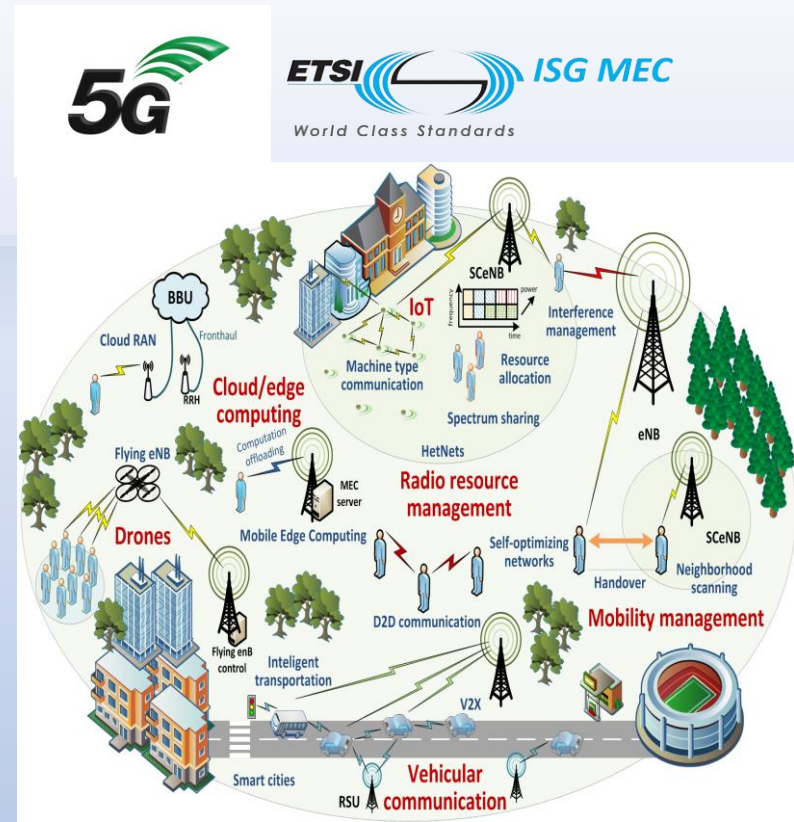 5G
ETSI
ISG MEC
World Class Standards
SCeNB
BBU
Fronthaul
Cloud RAN
RRH
IoT
Frequency
power
time
Interference
management
Machine type
communication
Resource
allocation
Spectrum sharing
HetNets
eNB
Cloud/edge
computing
Computation
offloading
Flying eNB
MEC
server
Mobile Edge Computing
Radio resource
management
Drones
Self-optimizing
networks
SCeNB
Handover
Neighborhood
scanning
D2D communication
Mobility management
Flying enB
control
Inteligent
transportation
V2X
Smart cities
RSU
Vehicular
communication